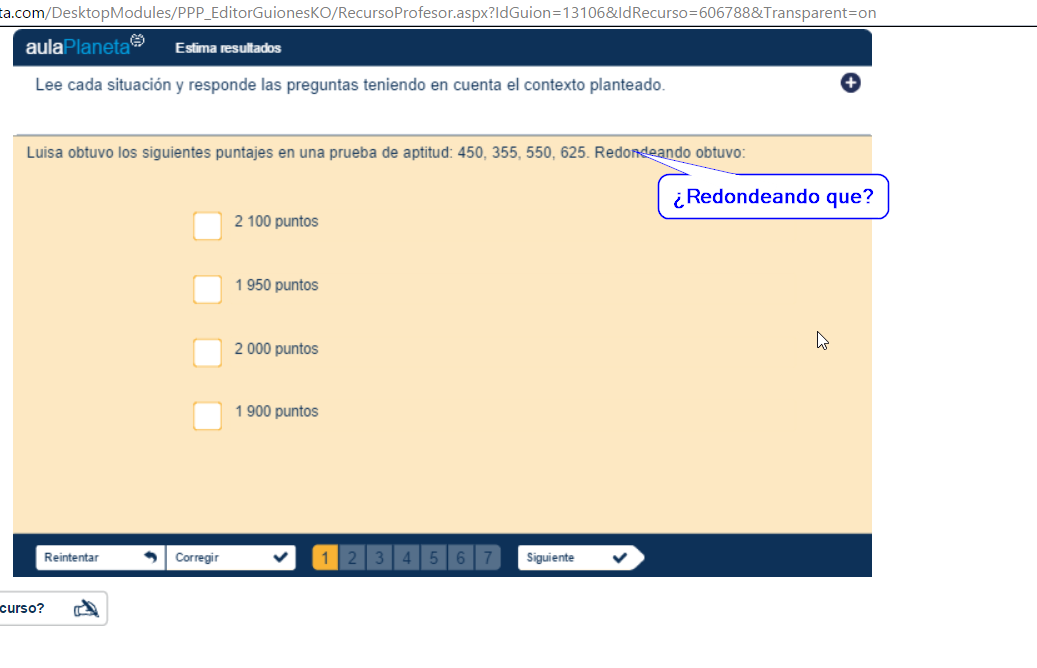 ta.com/DesktopModules/PPP_EditorGuionesKO/RecursoProfesor.aspx?IdGuion=13106&IdRecurso=606788&Transparent=on
aulaPlaneta Estima resultados
Lee cada situación y responde las preguntas teniendo en cuenta el contexto planteado.
Luisa obtuvo los siguientes puntajes en una prueba de aptitud: 450, 355, 550, 625. Redondeando obtuvo:
¿Redondeando que?
2 100 puntos
1 950 puntos
2 000 puntos
1 900 puntos
Reintentar Corregir 1 2 3 4 5 6 7 Siguiente
curso?